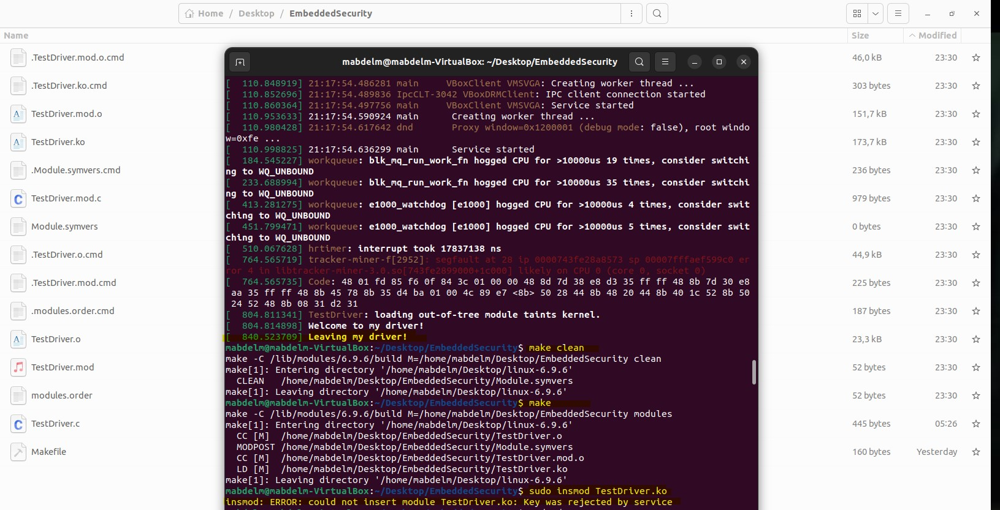 Home / Desktop / EmbeddedSecurity
Name Size Modified
.TestDriver.mod.o.cmd 46,0 kB 23:30
.TestDriver.ko.cmd 303 bytes 23:30
TestDriver.mod.o 151,7 kB 23:30
TestDriver.ko 173,7 kB 23:30
.Module.symvers.cmd 236 bytes 23:30
TestDriver.mod.c 979 bytes 23:30
Module.symvers 0 bytes 23:30
.TestDriver.o.cmd 44,9 kB 23:30
.TestDriver.mod.cmd 225 bytes 23:30
.modules.order.cmd 187 bytes 23:30
TestDriver.o 23,3 kB 23:30
TestDriver.mod 52 bytes 23:30
modules.order 52 bytes 23:30
TestDriver.c 445 bytes 05:26
Makefile 160 bytes Yesterday
mabdelm@mabdelm-VirtualBox: ~/Desktop/EmbeddedSecurity
[  110.848919] 21:17:54.486281 main     VBoxClient VMSVGA: Creating worker thread ...
[  110.852696] 21:17:54.489836 IpcCLT-3042 VBoxDRMClient: IPC client connection started
[  110.860364] 21:17:54.497756 main     VBoxClient VMSVGA: Service started
[  110.953633] 21:17:54.590924 main      Creating worker thread ...
[  110.980428] 21:17:54.617642 dnd       Proxy window=0x1200001 (debug mode: false), root windo
w=0xfe ...
[  110.998825] 21:17:54.636299 main      Service started
[  184.545227] workqueue: blk_mq_run_work_fn hogged CPU for >10000us 19 times, consider switchi
ng to WQ_UNBOUND
[  233.688994] workqueue: blk_mq_run_work_fn hogged CPU for >10000us 35 times, consider switchi
ng to WQ_UNBOUND
[  413.281275] workqueue: e1000_watchdog [e1000] hogged CPU for >10000us 4 times, consider swit
ching to WQ_UNBOUND
[  451.799471] workqueue: e1000_watchdog [e1000] hogged CPU for >10000us 5 times, consider swit
ching to WQ_UNBOUND
[  510.067628] hrtimer: interrupt took 17837138 ns
[  764.565719] tracker-miner-f[2952]: segfault at 28 ip 0000743fe28a8573 sp 00007fffaef599c0 er
ror 4 in libtracker-miner-3.0.so[743fe2899000+1c000] likely on CPU 0 (core 0, socket 0)
[  764.565735] Code: 48 01 fd 85 f6 0f 84 3c 01 00 00 48 8d 7d 38 e8 d3 35 ff ff 48 8b 7d 30 e8
 aa 35 ff ff 48 8b 45 78 8b 35 d4 ba 01 00 4c 89 e7 <8b> 50 28 44 8b 48 20 44 8b 40 1c 52 8b 50
 24 52 48 8b 08 31 d2 31
[  804.811341] TestDriver: loading out-of-tree module taints kernel.
[  804.814898] Welcome to my driver!
[  840.523709] Leaving my driver!
mabdelm@mabdelm-VirtualBox:~/Desktop/EmbeddedSecurity$ make clean
make -C /lib/modules/6.9.6/build M=/home/mabdelm/Desktop/EmbeddedSecurity clean
make[1]: Entering directory '/home/mabdelm/Desktop/linux-6.9.6'
  CLEAN   /home/mabdelm/Desktop/EmbeddedSecurity/Module.symvers
make[1]: Leaving directory '/home/mabdelm/Desktop/linux-6.9.6'
mabdelm@mabdelm-VirtualBox:~/Desktop/EmbeddedSecurity$ make
make -C /lib/modules/6.9.6/build M=/home/mabdelm/Desktop/EmbeddedSecurity modules
make[1]: Entering directory '/home/mabdelm/Desktop/linux-6.9.6'
  CC [M]  /home/mabdelm/Desktop/EmbeddedSecurity/TestDriver.o
  MODPOST /home/mabdelm/Desktop/EmbeddedSecurity/Module.symvers
  CC [M]  /home/mabdelm/Desktop/EmbeddedSecurity/TestDriver.mod.o
  LD [M]  /home/mabdelm/Desktop/EmbeddedSecurity/TestDriver.ko
make[1]: Leaving directory '/home/mabdelm/Desktop/linux-6.9.6'
mabdelm@mabdelm-VirtualBox:~/Desktop/EmbeddedSecurity$ sudo insmod TestDriver.ko
insmod: ERROR: could not insert module TestDriver.ko: Key was rejected by service